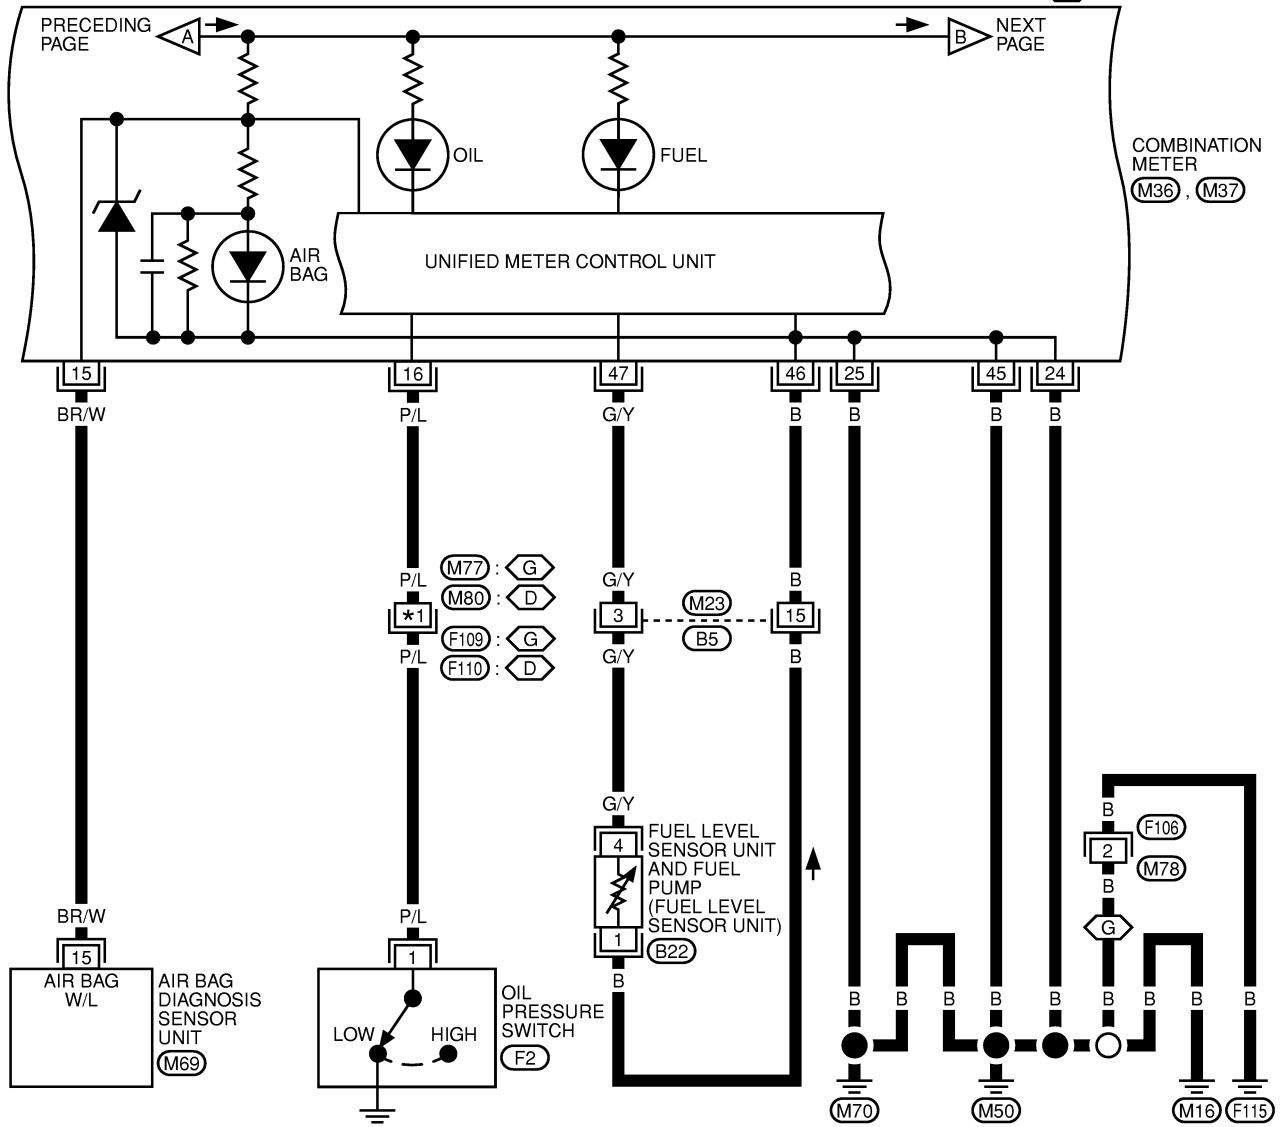 PRECEDING
PAGE
A
B
NEXT
PAGE
OIL
FUEL
COMBINATION
METER
M36 , M37
AIR
BAG
UNIFIED METER CONTROL UNIT
15 16 47 46 25 45 24
BR/W P/L G/Y B B B B
M77 : G
P/L G/Y B
M80 : D
M23
*1 3 15
F109 : G
B5
P/L G/Y B
F110 : D
G/Y
B
F106
FUEL LEVEL
SENSOR UNIT
AND FUEL
PUMP
(FUEL LEVEL
SENSOR UNIT)
4
2
M78
B
BR/W P/L
G
1
B22
15 1
B
AIR BAG
W/L
AIR BAG
DIAGNOSIS
SENSOR
UNIT
M69
OIL
PRESSURE
SWITCH
F2
LOW HIGH
B B B B B B B B B
M70 M50 M16 F115